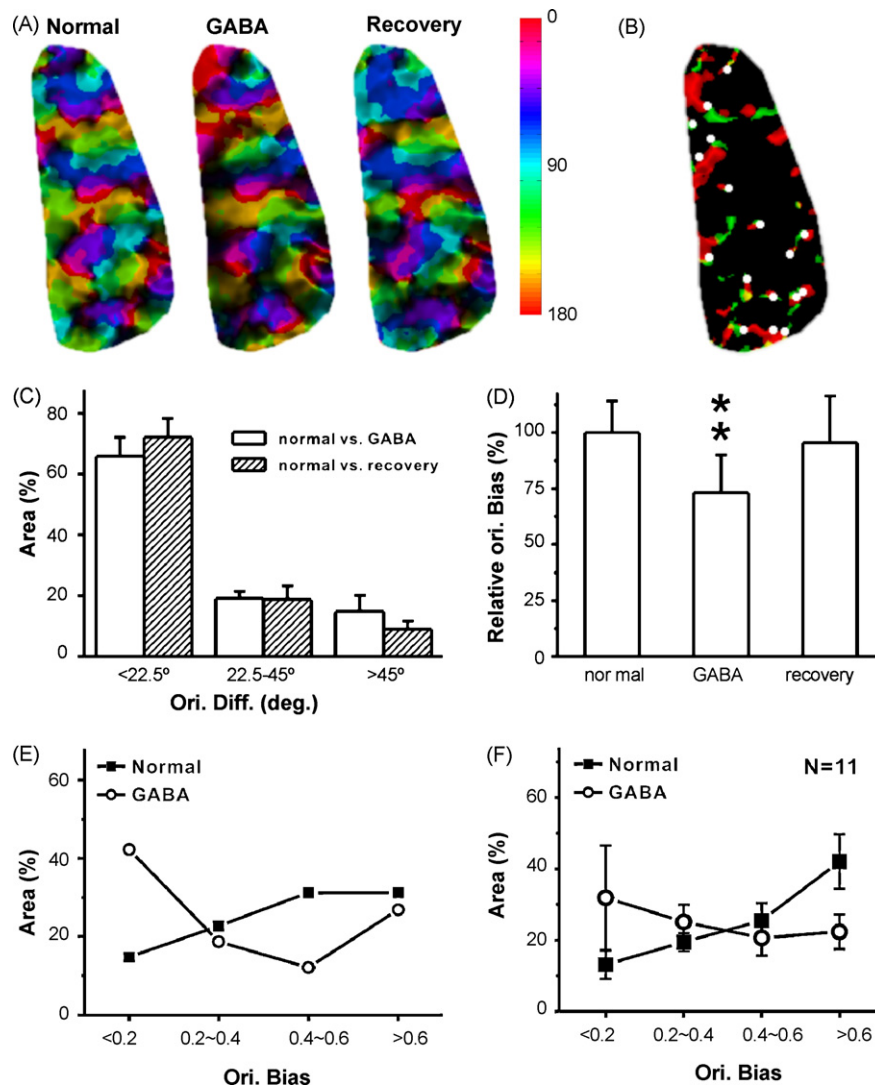 (A) Normal GABA Recovery
0
90
180
(B)
(C)
80
60
40
20
0
Area (%)
normal vs. GABA
normal vs. recovery
<22.5º 22.5-45º >45º
Ori. Diff. (deg.)
(D)
100
75
50
25
0
Relative ori. Bias (%)
**
nor mal GABA recovery
(E)
Normal
GABA
60
40
20
0
Area (%)
<0.2 0.2~0.4 0.4~0.6 >0.6
Ori. Bias
(F)
Normal
GABA
N=11
60
40
20
0
Area (%)
<0.2 0.2~0.4 0.4~0.6 >0.6
Ori. Bias